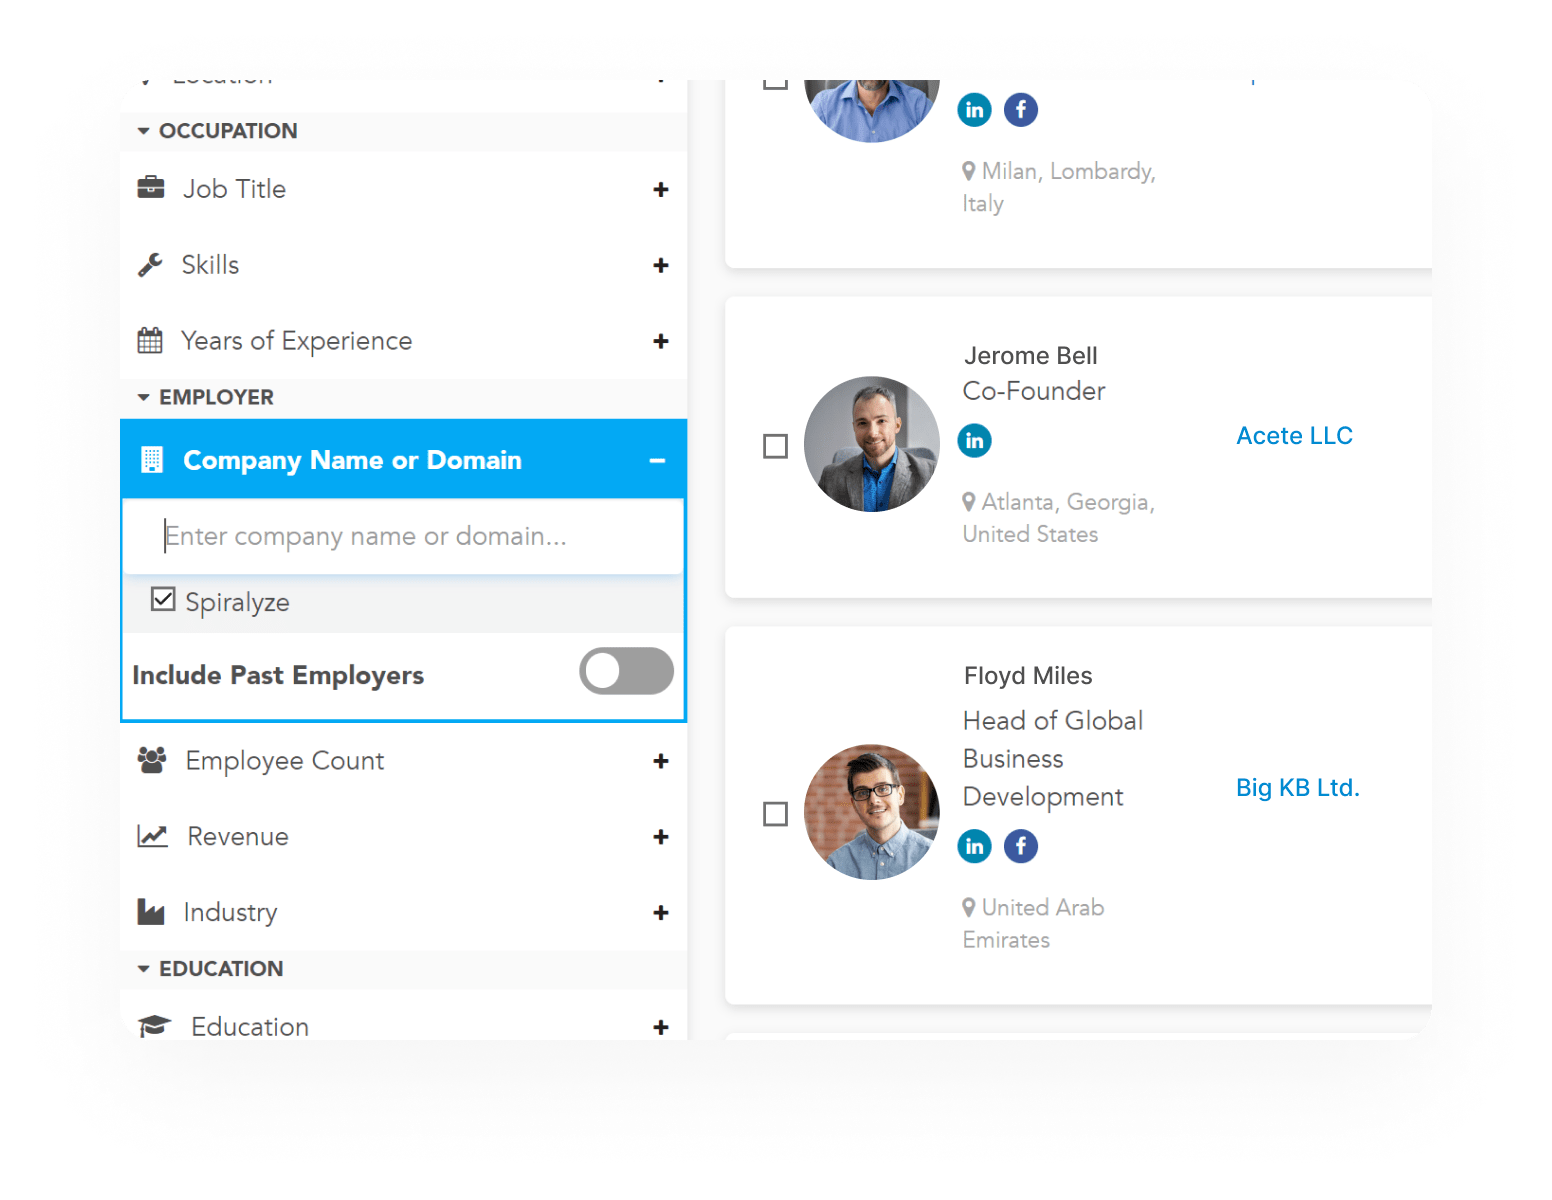 Location
OCCUPATION
Job Title
Skills
Years of Experience
EMPLOYER
Company Name or Domain
Enter company name or domain...
Spiralyze
Include Past Employers
Employee Count
Revenue
Industry
EDUCATION
Education
in f
Milan, Lombardy,
Italy
Jerome Bell
Co-Founder
in
Acete LLC
Atlanta, Georgia,
United States
Floyd Miles
Head of Global
Business
Development
Big KB Ltd.
in f
United Arab
Emirates